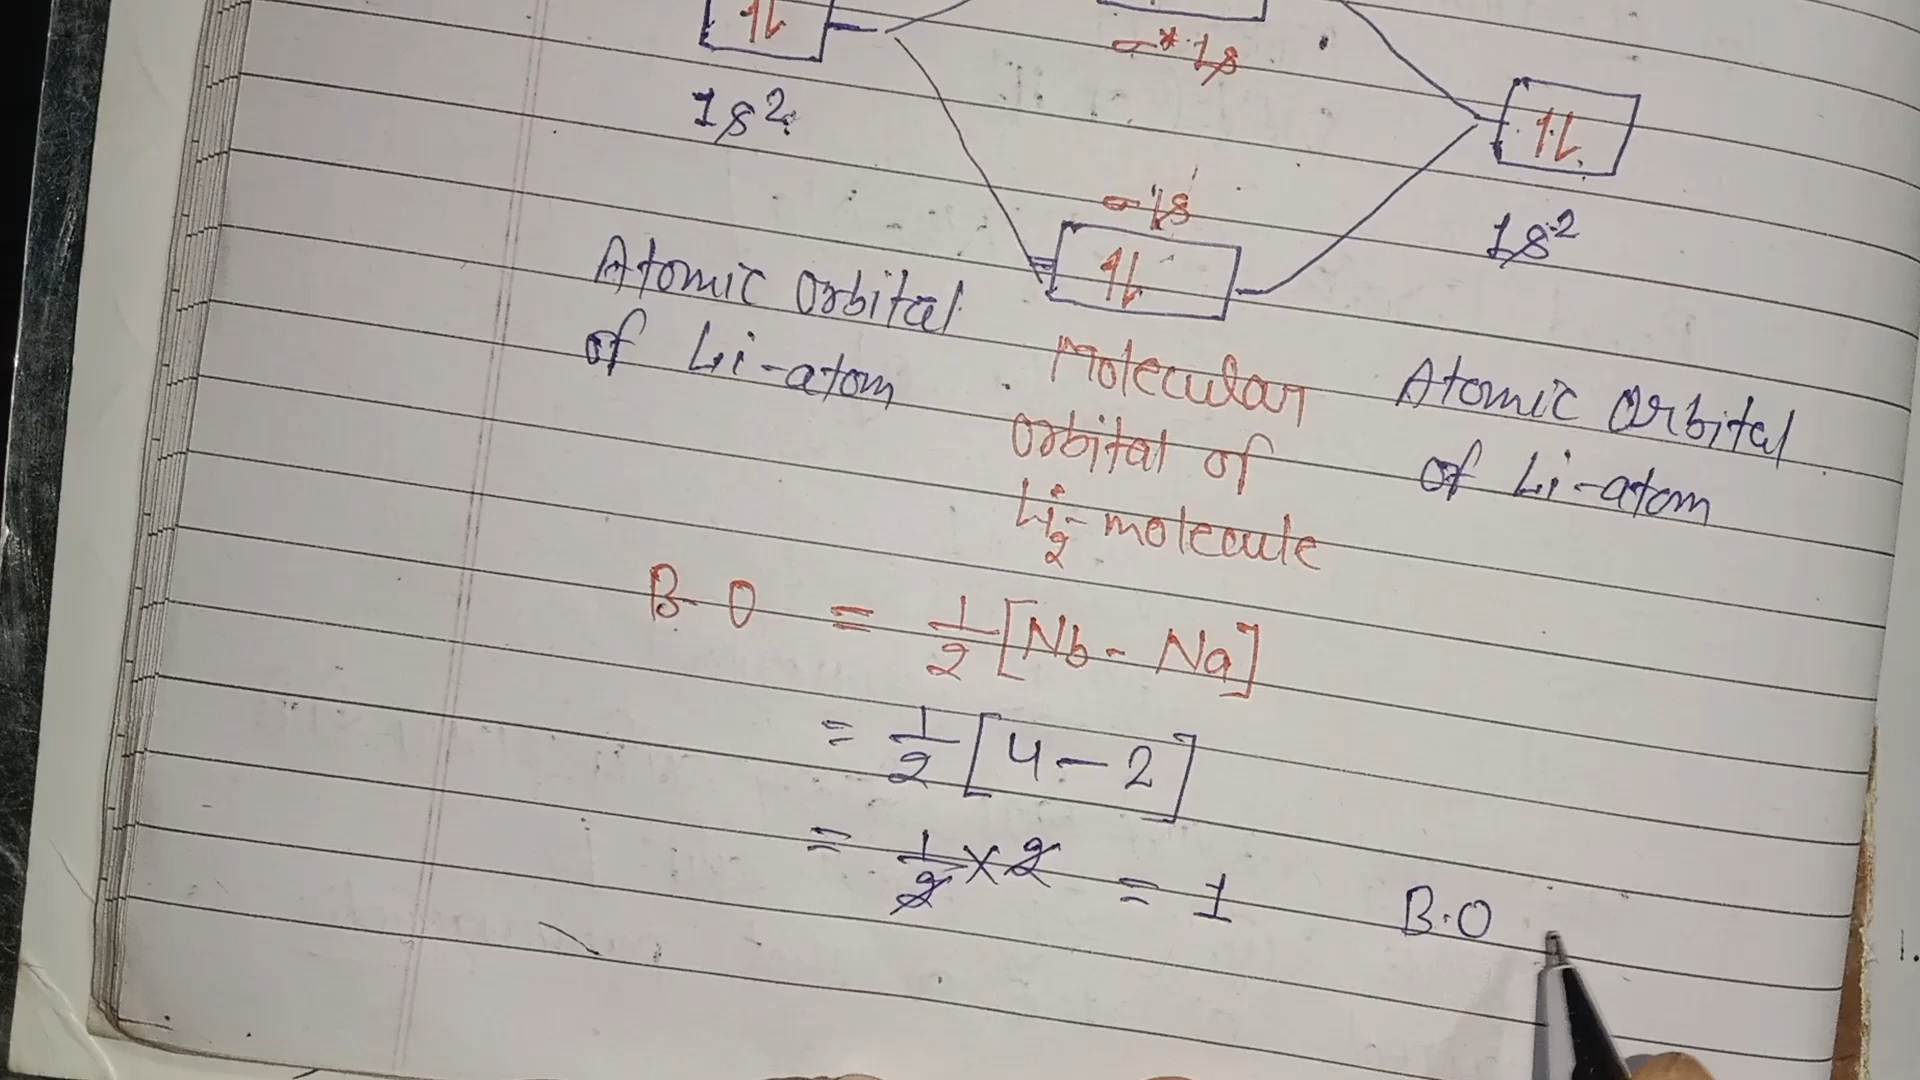 1s²
σ* 1s
σ1s
1s²
Atomic Orbital
of Li-atom
Molecular
orbital of
Li₂-molecule
Atomic Orbital
of Li-atom
B-O = 1/2 [Nb - Na]
= 1/2 [4 - 2]
= 1/2 × 2 = 1 B.O
1.